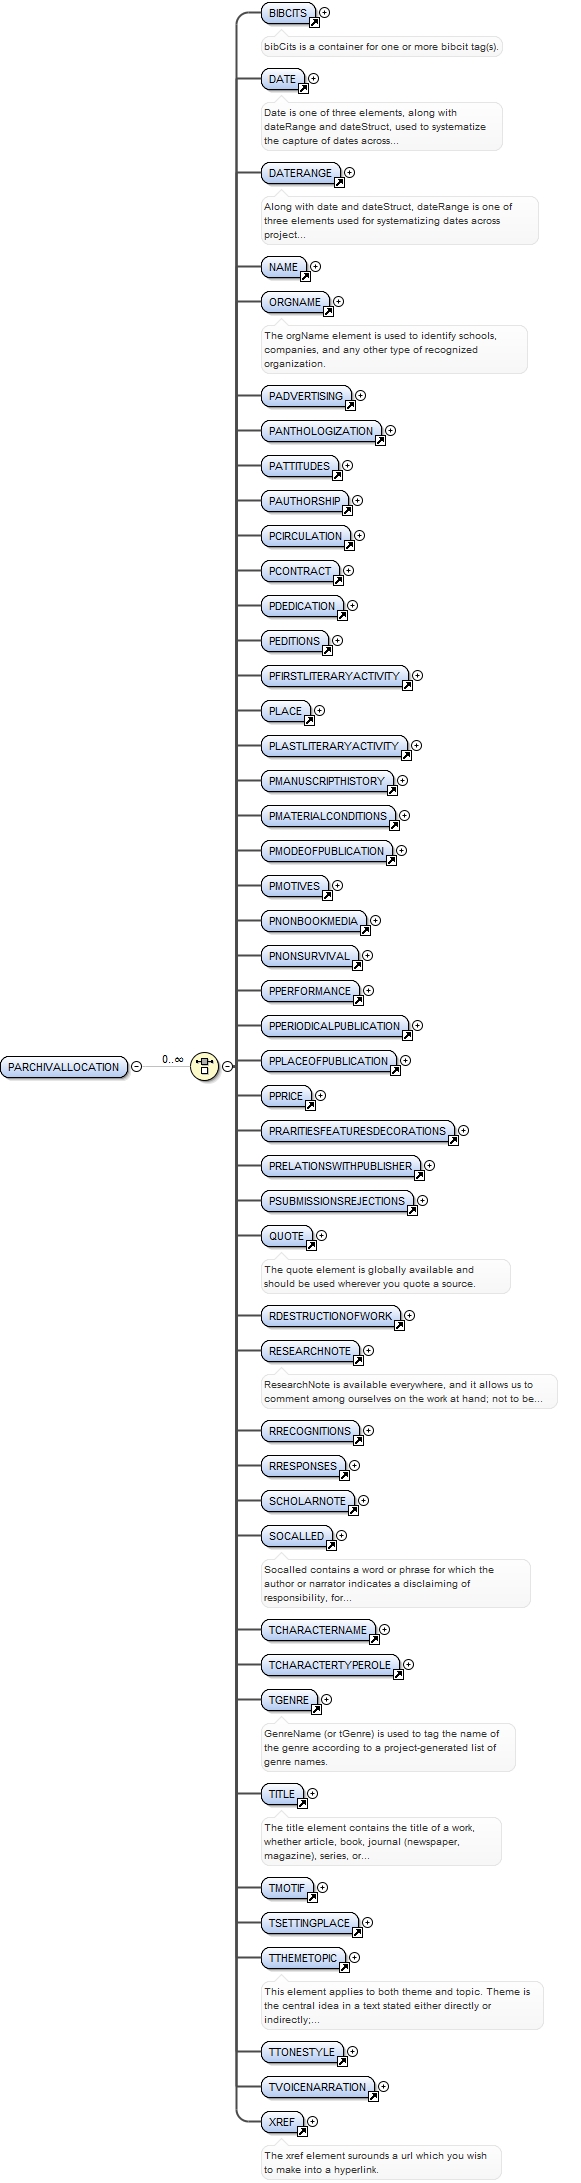 BIBCITS
bibCits is a container for one or more bibcit tag(s).
DATE
Date is one of three elements, along with
dateRange and dateStruct, used to systematize
the capture of dates across...
DATERANGE
Along with date and dateStruct, dateRange is one of
three elements used for systematizing dates across
project...
NAME
ORGNAME
The orgName element is used to identify schools,
companies, and any other type of recognized
organization.
PADVERTISING
PANTHOLOGIZATION
PATTITUDES
PAUTHORSHIP
PCIRCULATION
PCONTRACT
PDEDICATION
PEDITIONS
PFIRSTLITERARYACTIVITY
PLACE
PLASTLITERARYACTIVITY
PMANUSCRIPTHISTORY
PMATERIALCONDITIONS
PMODEOFPUBLICATION
PMOTIVES
PNONBOOKMEDIA
PNONSURVIVAL
PPERFORMANCE
PPERIODICALPUBLICATION
PARCHIVALLOCATION
0..∞
PPLACEOFPUBLICATION
PPRICE
PRARITIESFEATURESDECORATIONS
PRELATIONSWITHPUBLISHER
PSUBMISSIONSREJECTIONS
QUOTE
The quote element is globally available and
should be used wherever you quote a source.
RDESTRUCTIONOFWORK
RESEARCHNOTE
ResearchNote is available everywhere, and it allows us to
comment among ourselves on the work at hand; not to be...
RRECOGNITIONS
RRESPONSES
SCHOLARNOTE
SOCALLED
Socalled contains a word or phrase for which the
author or narrator indicates a disclaiming of
responsibility, for...
TCHARACTERNAME
TCHARACTERTYPEROLE
TGENRE
GenreName (or tGenre) is used to tag the name of
the genre according to a project-generated list of
genre names.
TITLE
The title element contains the title of a work,
whether article, book, journal (newspaper,
magazine), series, or...
TMOTIF
TSETTINGPLACE
TTHEMETOPIC
This element applies to both theme and topic. Theme is
the central idea in a text stated either directly or
indirectly;...
TTONESTYLE
TVOICENARRATION
XREF
The xref element surounds a url which you wish
to make into a hyperlink.